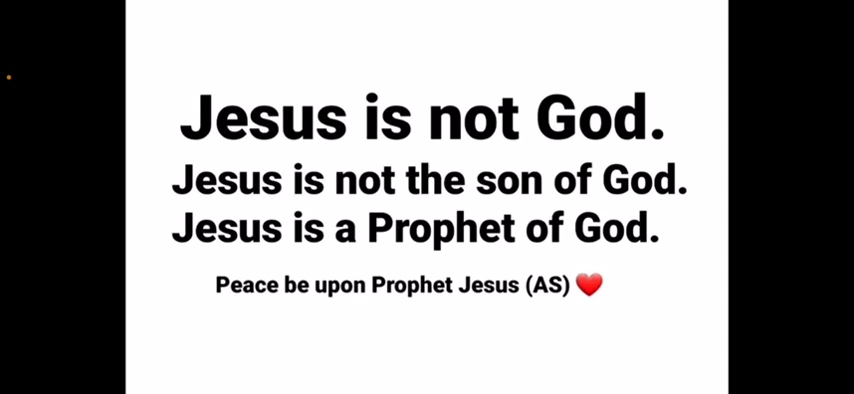 Jesus is not God.
Jesus is not the son of God.
Jesus is a Prophet of God.
Peace be upon Prophet Jesus (AS) ❤️